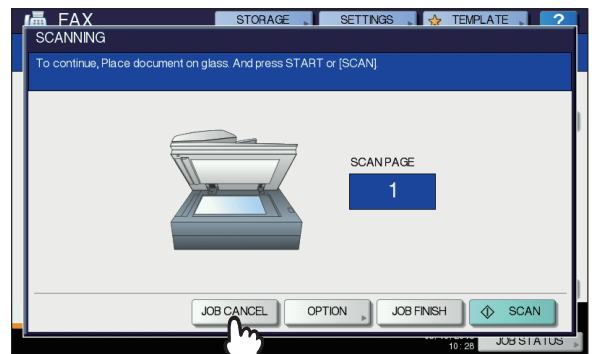 FAX
STORAGE
SETTINGS
TEMPLATE
?
SCANNING
To continue, Place document on glass. And press START or [SCAN].
SCAN PAGE
1
JOB CANCEL
OPTION
JOB FINISH
SCAN
10 : 28
JOB STATUS